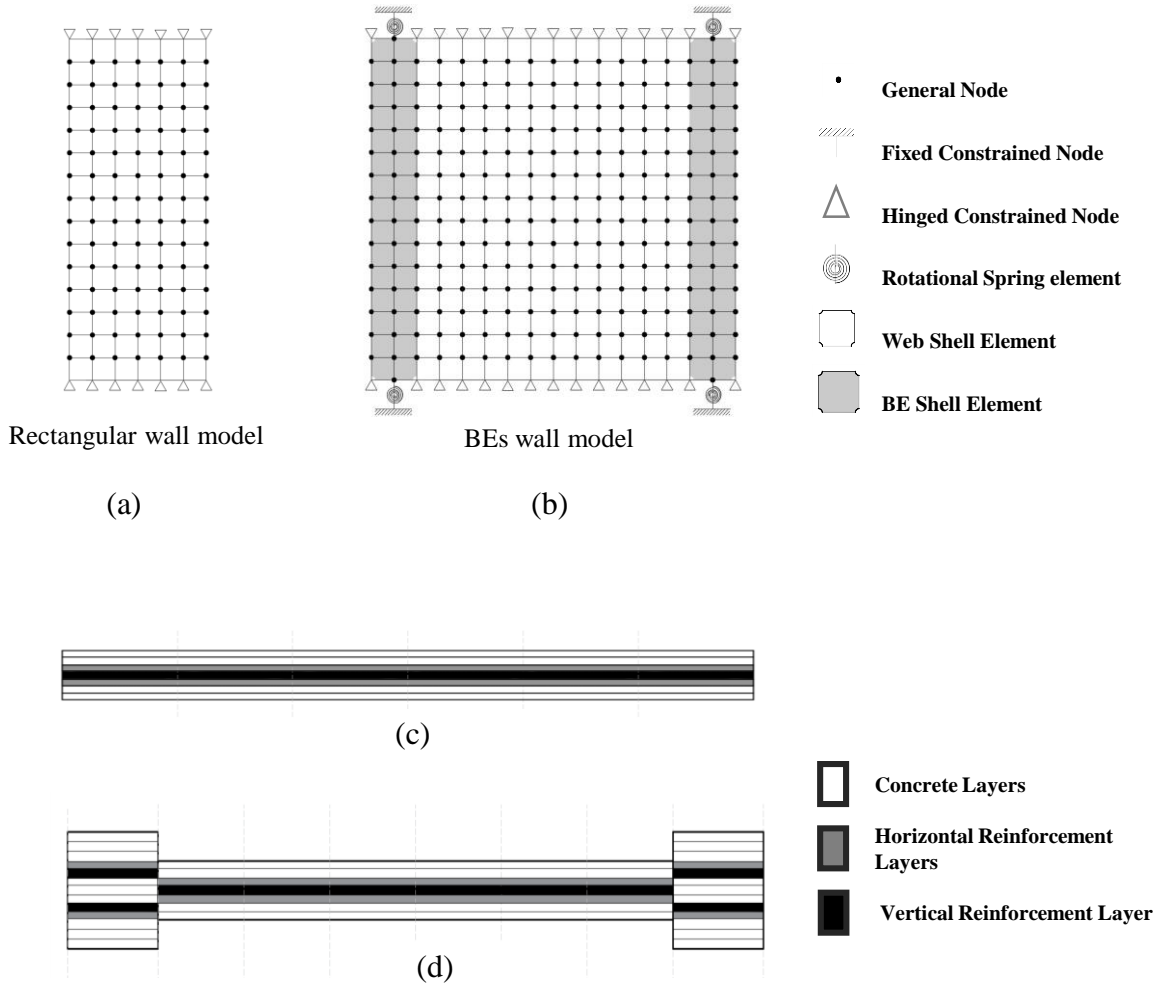 General Node
Fixed Constrained Node
Hinged Constrained Node
Rotational Spring element
Web Shell Element
BE Shell Element
Rectangular wall model
BEs wall model
(a)
(b)
(c)
(d)
Concrete Layers
Horizontal Reinforcement
Layers
Vertical Reinforcement Layer